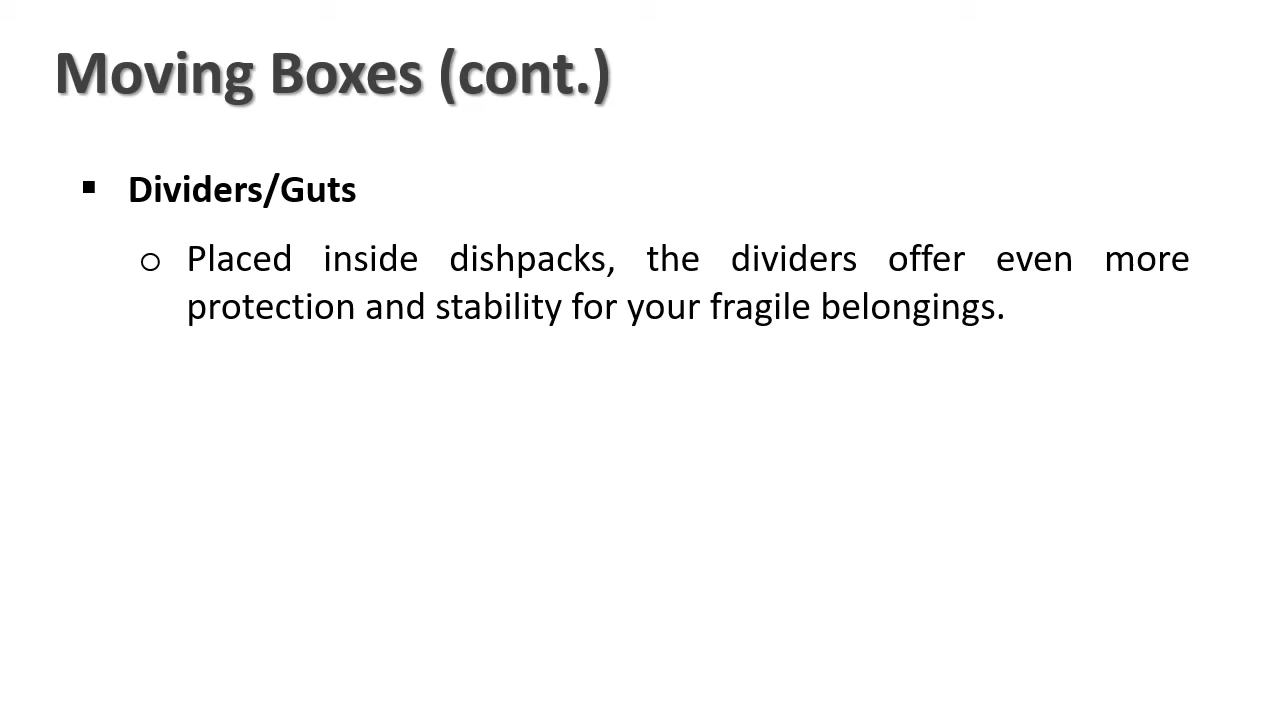 Moving Boxes (cont.)
▪ Dividers/Guts
o Placed inside dishpacks, the dividers offer even more
protection and stability for your fragile belongings.